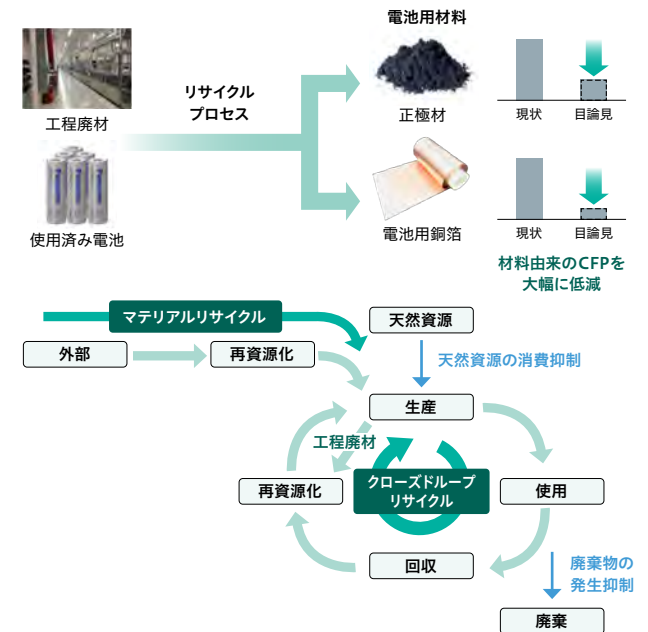 電池用材料
リサイクル
プロセス
工程廃材
正極材
現状
目論見
使用済み電池
電池用銅箔
現状
目論見
材料由来のCFPを
大幅に低減
マテリアルリサイクル
天然資源
外部
再資源化
天然資源の消費抑制
生産
工程廃材
再資源化
クローズドループ
リサイクル
使用
回収
廃棄物の
発生抑制
廃棄